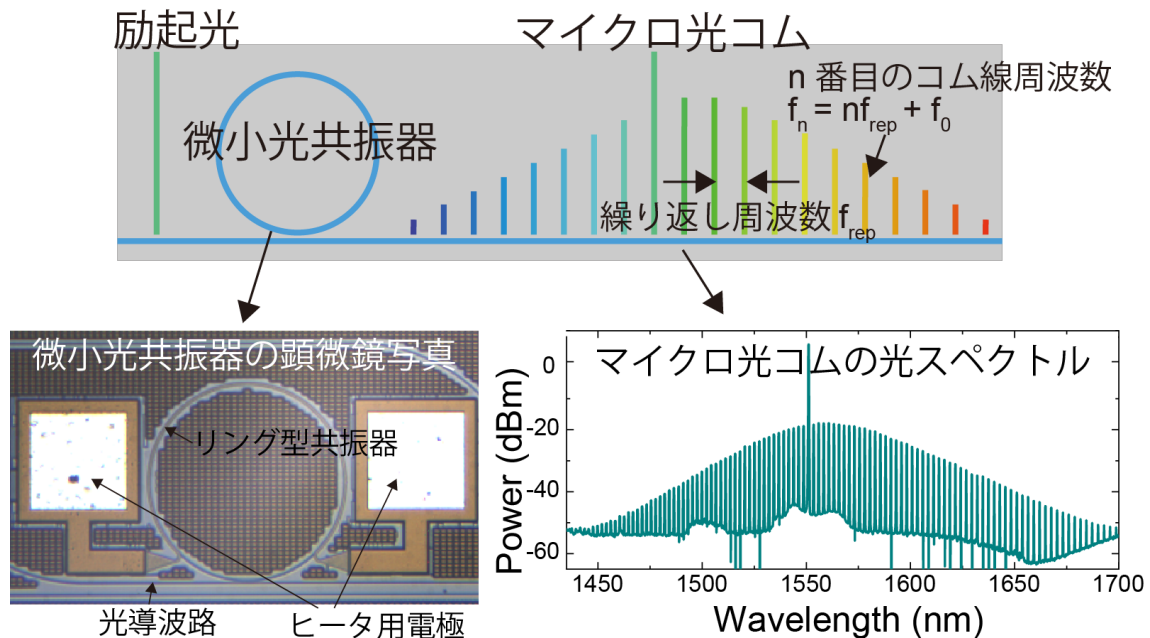 励起光
マイクロ光コム
n 番目のコム線周波数
fn = nfrep + f0
微小光共振器
繰り返し周波数 frep
微小光共振器の顕微鏡写真
リング型共振器
光導波路
ヒータ用電極
マイクロ光コムの光スペクトル
Power (dBm)
0
-20
-40
-60
1450
1500
1550
1600
1650
1700
Wavelength (nm)